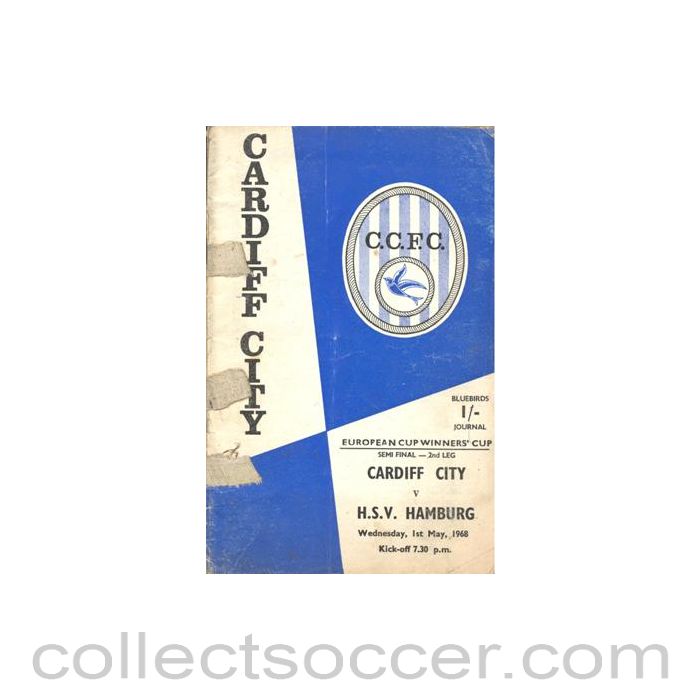 CARDIFF CITY
C.C.F.C.
BLUEBIRDS
1/-
JOURNAL
EUROPEAN CUP WINNERS' CUP
SEMI FINAL — 2nd LEG
CARDIFF CITY
v
H.S.V. HAMBURG
Wednesday, 1st May, 1968
Kick-off 7.30 p.m.
collectsoccer.com